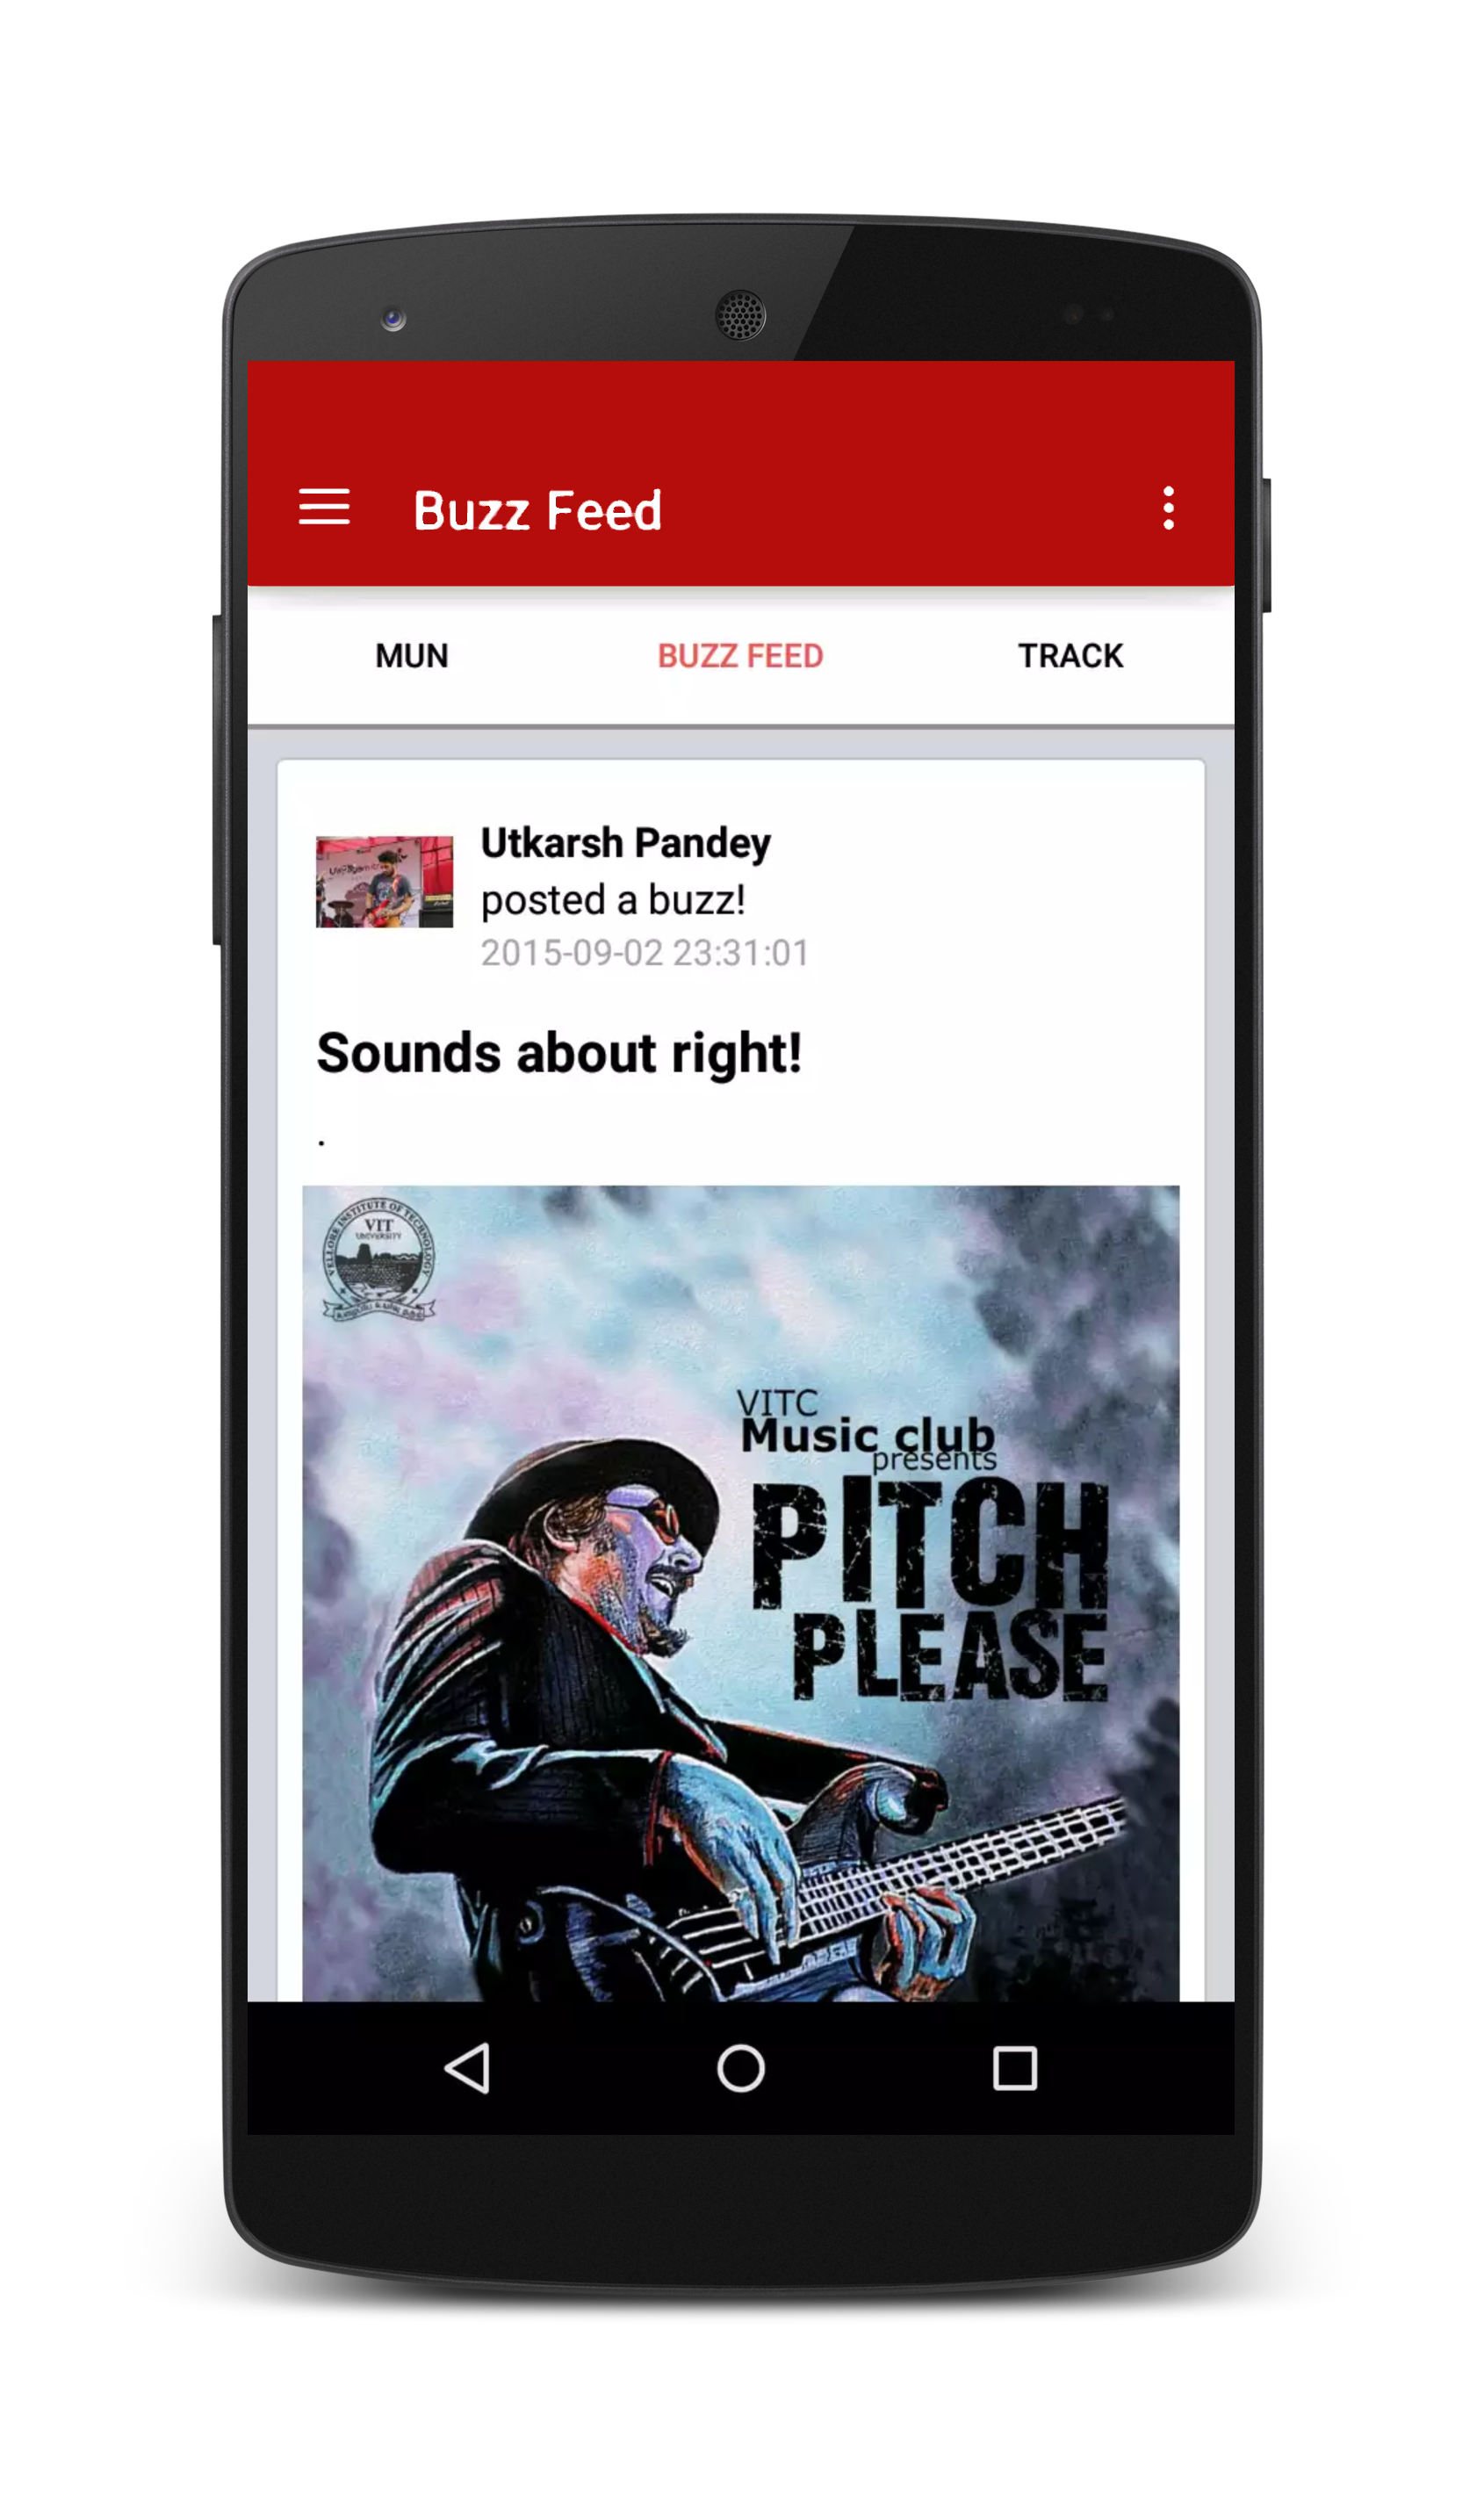 Buzz Feed
MUN
BUZZ FEED
TRACK
Utkarsh Pandey
posted a buzz!
2015-09-02 23:31:01
Sounds about right!
.
VELLORE INSTITUTE OF TECHNOLOGY
VIT
UNIVERSITY
VITC
Music club
presents
PITCH
PLEASE